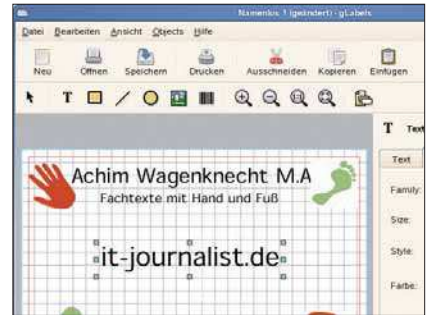 Namenlos 1 (geändert) - gLabels
Datei Bearbeiten Ansicht Objects Hilfe
Neu Öffnen Speichern Drucken Ausschneiden Kopieren Einfügen
T
T Text
Text
Achim Wagenknecht M.A
Family:
Fachtexte mit Hand und Fuß
Size:
it-journalist.de
Style:
Farbe: